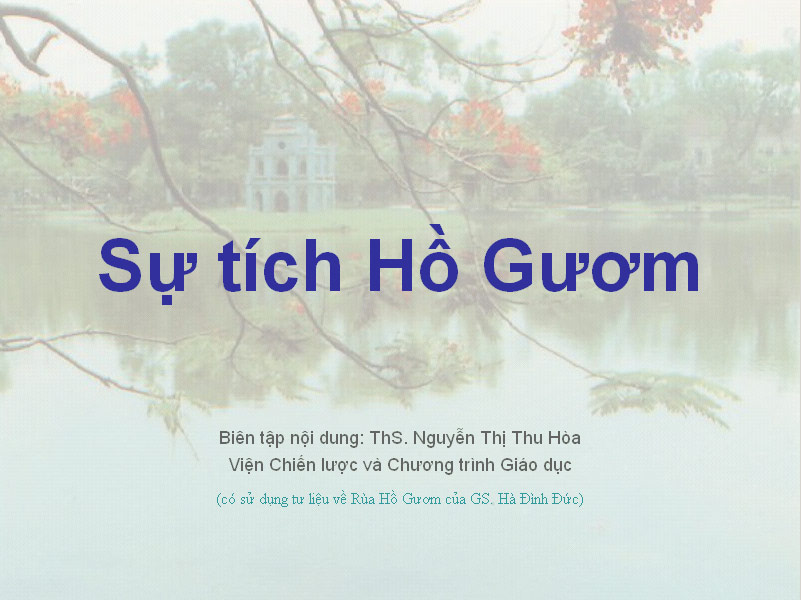 Sự tích Hồ Gươm
Biên tập nội dung: ThS. Nguyễn Thị Thu Hòa
Viện Chiến lược và Chương trình Giáo dục
(có sử dụng tư liệu về Rùa Hồ Gươm của GS. Hà Đình Đức)